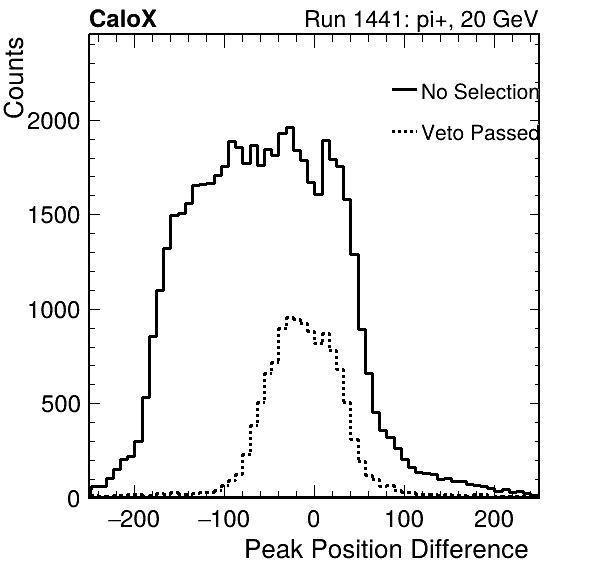 CaloX Run 1441: pi+, 20 GeV
Counts
No Selection
Veto Passed
2000
1500
1000
500
0
−200 −100 0 100 200
Peak Position Difference